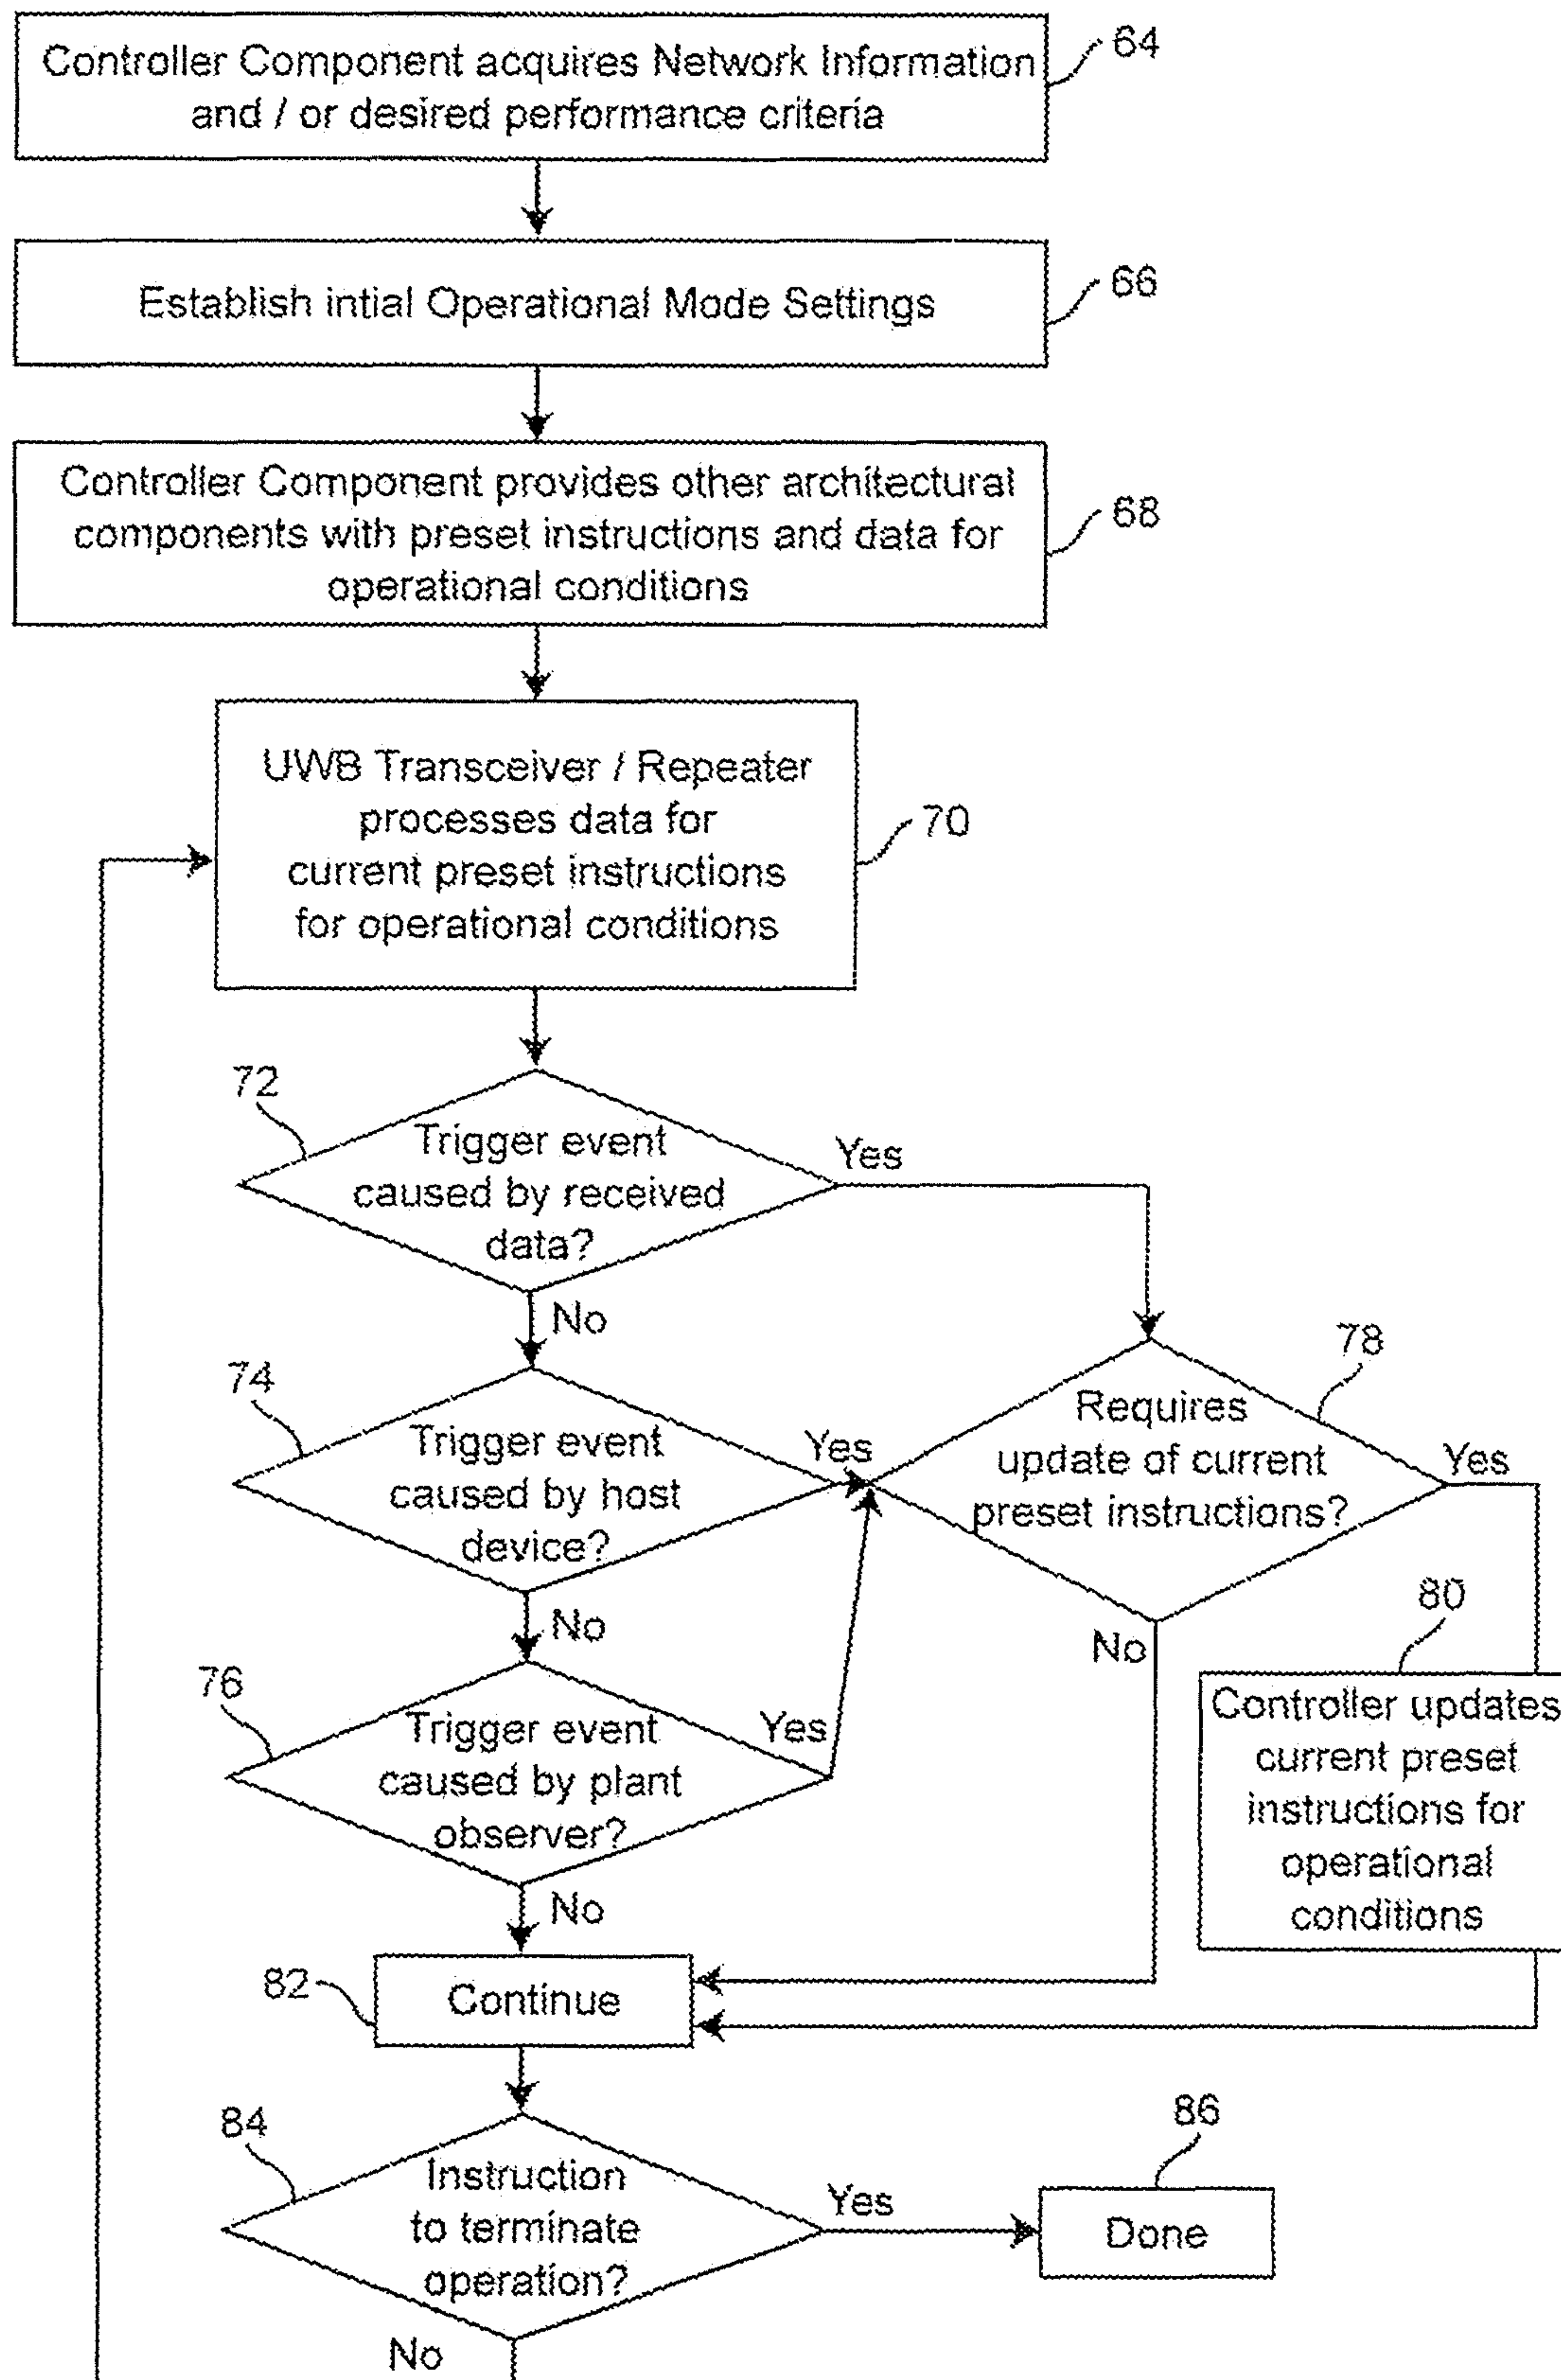 Controller Component acquires Network Information
and / or desired performance criteria
64
Establish intial Operational Mode Settings
66
Controller Component provides other architectural
components with preset instructions and data for
operational conditions
68
UWB Transceiver / Repeater
processes data for
current preset instructions
for operational conditions
70
72
Trigger event
caused by received
data?
Yes
No
74
Trigger event
caused by host
device?
Yes
No
78
Requires
update of current
preset instructions?
Yes
No
76
Trigger event
caused by plant
observer?
Yes
No
80
Controller updates
current preset
instructions for
operational
conditions
82
Continue
84
Instruction
to terminate
operation?
Yes
No
86
Done